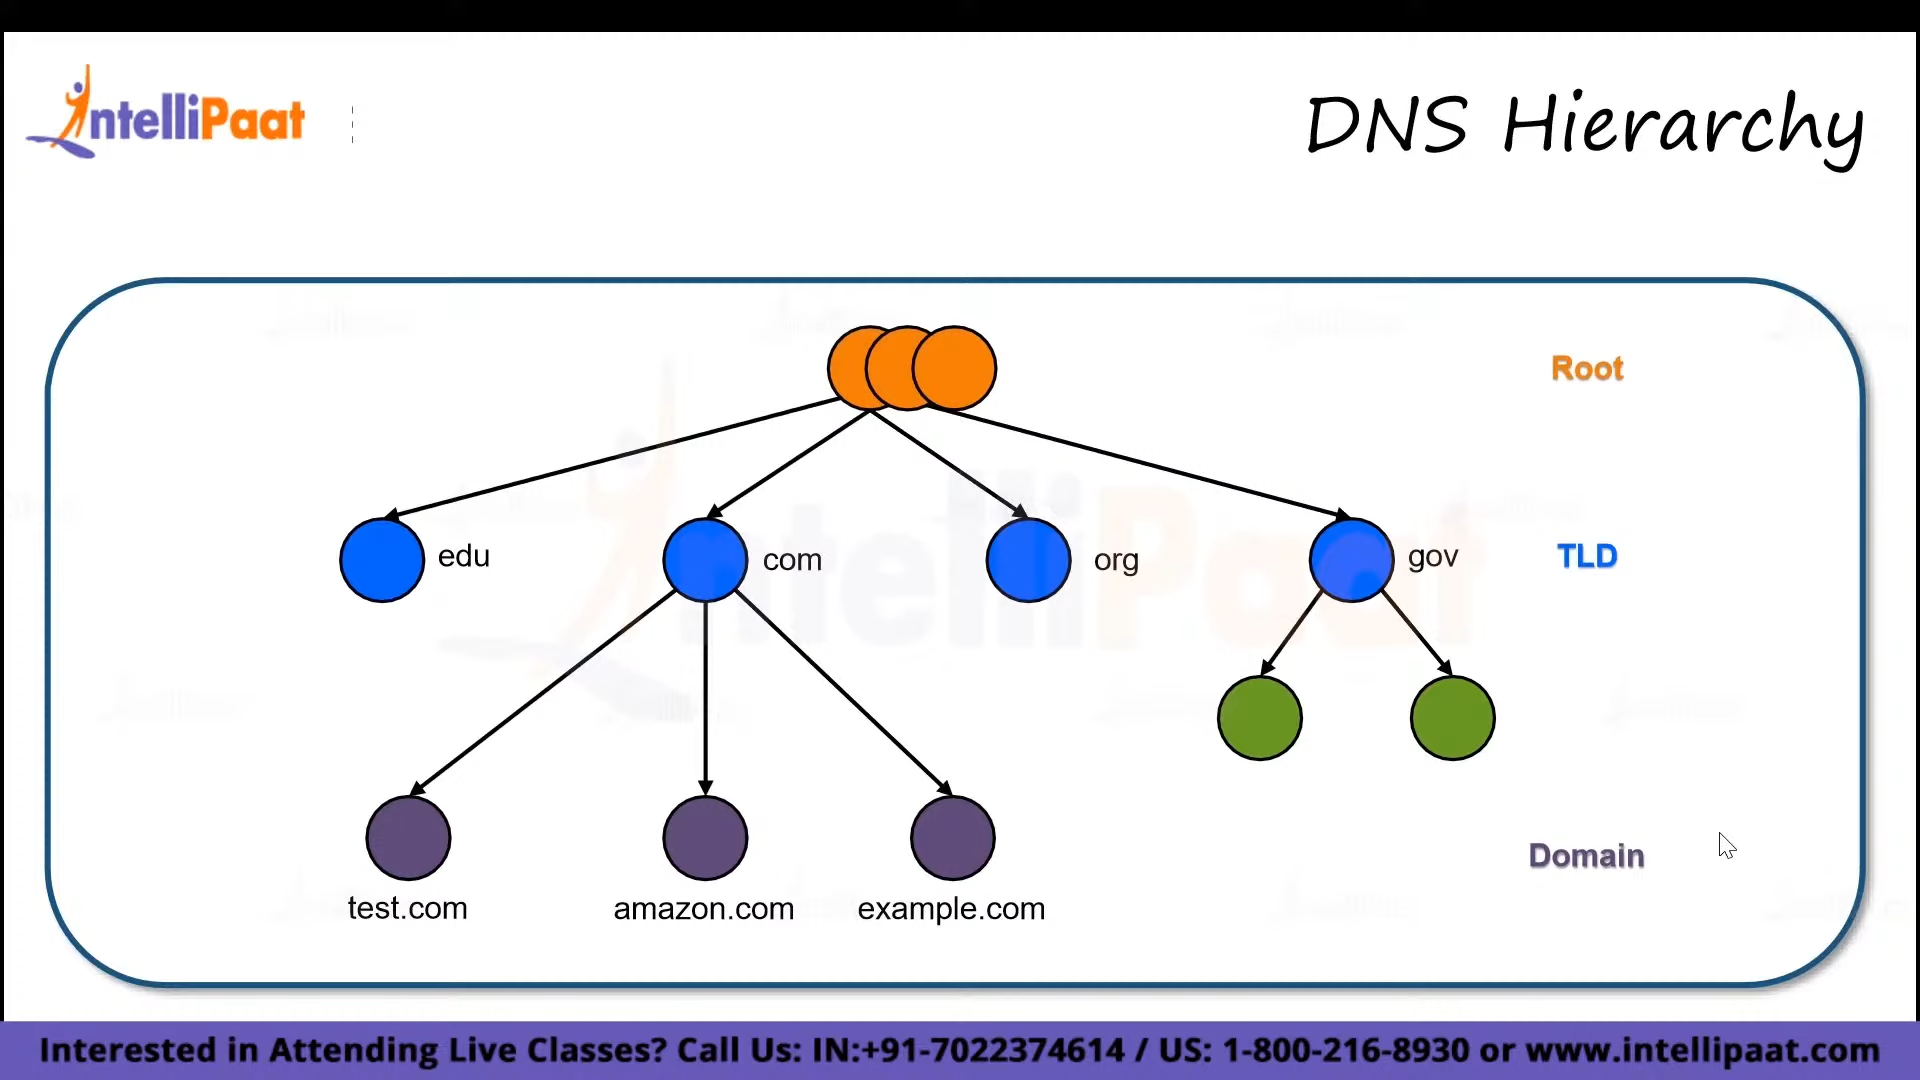 IntelliPaat
DNS Hierarchy
Root
edu
com
org
gov
TLD
Domain
test.com
amazon.com
example.com
Interested in Attending Live Classes? Call Us: IN:+91-7022374614 / US: 1-800-216-8930 or www.intellipaat.com